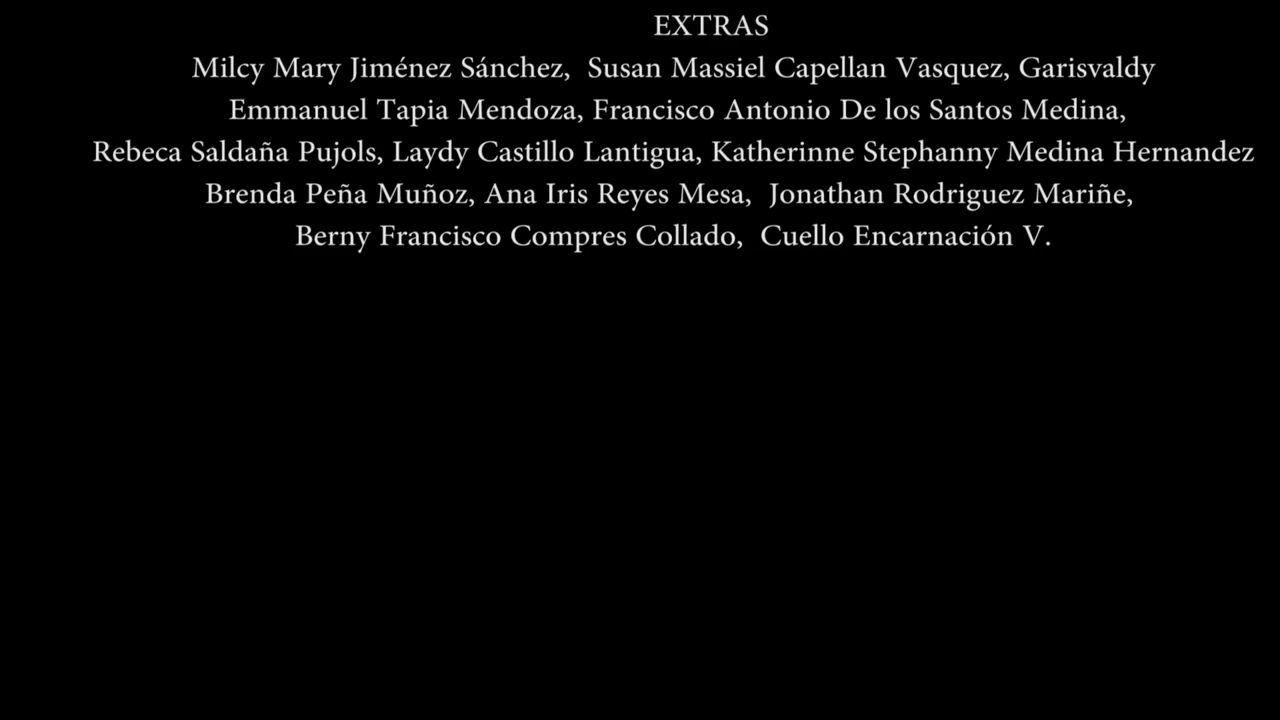 EXTRAS
Milcy Mary Jiménez Sánchez,  Susan Massiel Capellan Vasquez, Garisvaldy
Emmanuel Tapia Mendoza, Francisco Antonio De los Santos Medina,
Rebeca Saldaña Pujols, Laydy Castillo Lantigua, Katherinne Stephanny Medina Hernandez
Brenda Peña Muñoz, Ana Iris Reyes Mesa,  Jonathan Rodriguez Mariñe,
Berny Francisco Compres Collado,  Cuello Encarnación V.